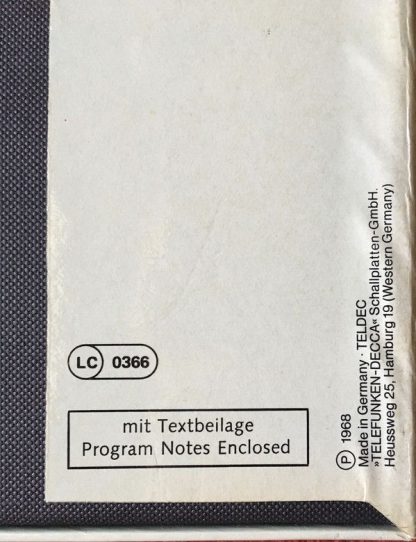 LC 0366
mit Textbeilage
Program Notes Enclosed
Ⓟ 1968
Made in Germany · TELDEC
»TELEFUNKEN-DECCA« Schallplatten-GmbH.
Heussweg 25, Hamburg 19 (Western Germany)